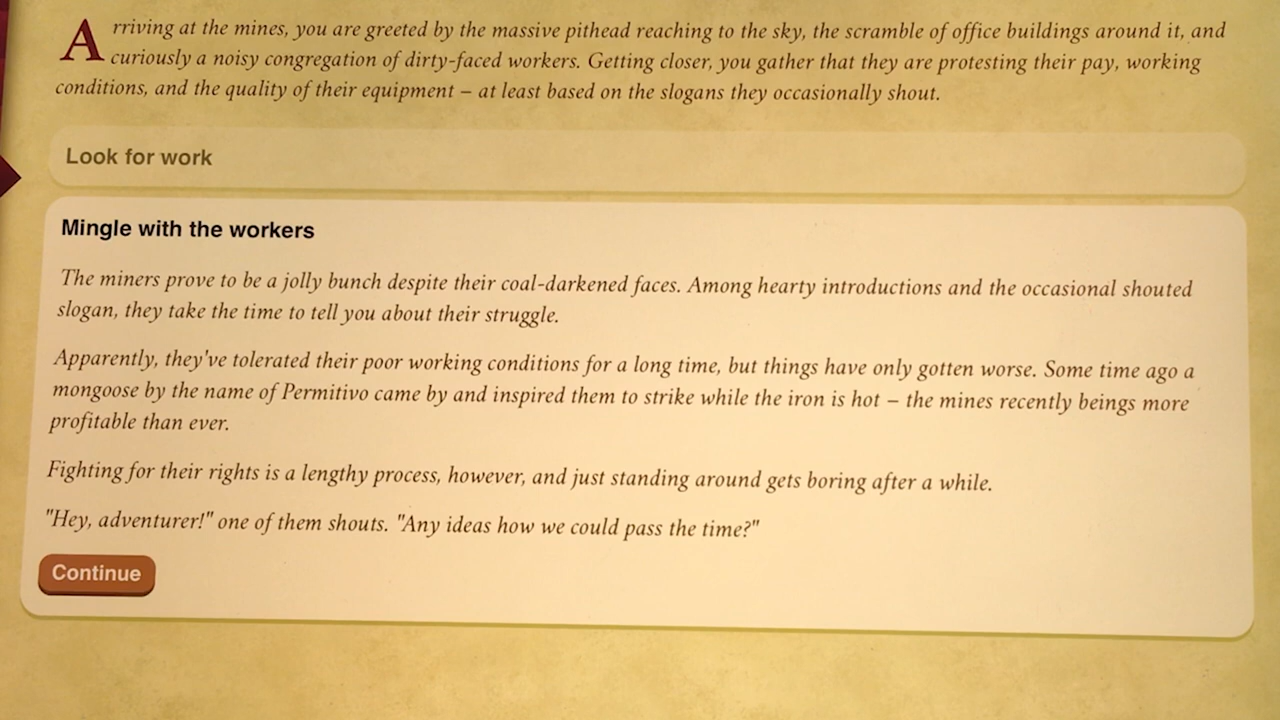 Arriving at the mines, you are greeted by the massive pithead reaching to the sky, the scramble of office buildings around it, and
curiously a noisy congregation of dirty-faced workers. Getting closer, you gather that they are protesting their pay, working
conditions, and the quality of their equipment – at least based on the slogans they occasionally shout.
Look for work
Mingle with the workers
The miners prove to be a jolly bunch despite their coal-darkened faces. Among hearty introductions and the occasional shouted
slogan, they take the time to tell you about their struggle.
Apparently, they've tolerated their poor working conditions for a long time, but things have only gotten worse. Some time ago a
mongoose by the name of Permitivo came by and inspired them to strike while the iron is hot – the mines recently beings more
profitable than ever.
Fighting for their rights is a lengthy process, however, and just standing around gets boring after a while.
"Hey, adventurer!" one of them shouts. "Any ideas how we could pass the time?"
Continue